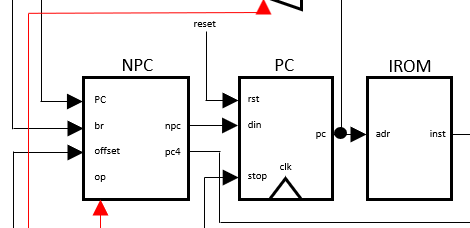 reset
NPC
PC
IROM
PC
br
offset
op
npc
pc4
rst
din
stop
clk
pc
adr
inst